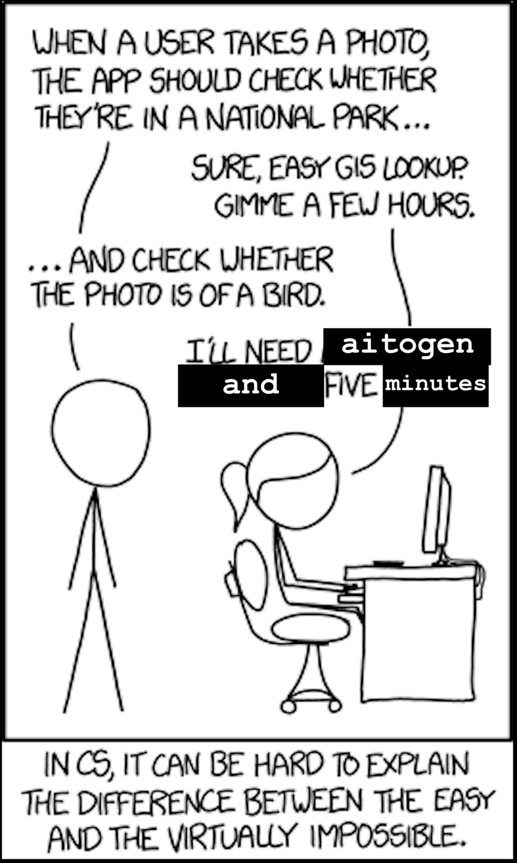 WHEN A USER TAKES A PHOTO,
THE APP SHOULD CHECK WHETHER
THEY'RE IN A NATIONAL PARK...
SURE, EASY GIS LOOKUP.
GIMME A FEW HOURS.
...AND CHECK WHETHER
THE PHOTO IS OF A BIRD.
I'LL NEED aitogen
and FIVE minutes
IN CS, IT CAN BE HARD TO EXPLAIN
THE DIFFERENCE BETWEEN THE EASY
AND THE VIRTUALLY IMPOSSIBLE.